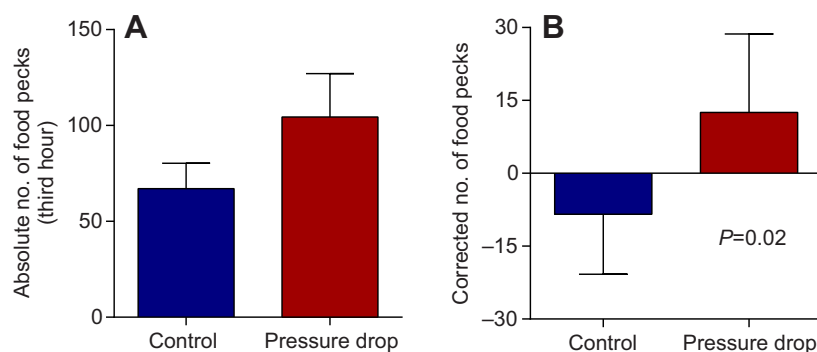 A
Absolute no. of food pecks
(third hour)
150
100
50
0
Control
Pressure drop
B
Corrected no. of food pecks
30
15
0
–15
–30
P=0.02
Control
Pressure drop